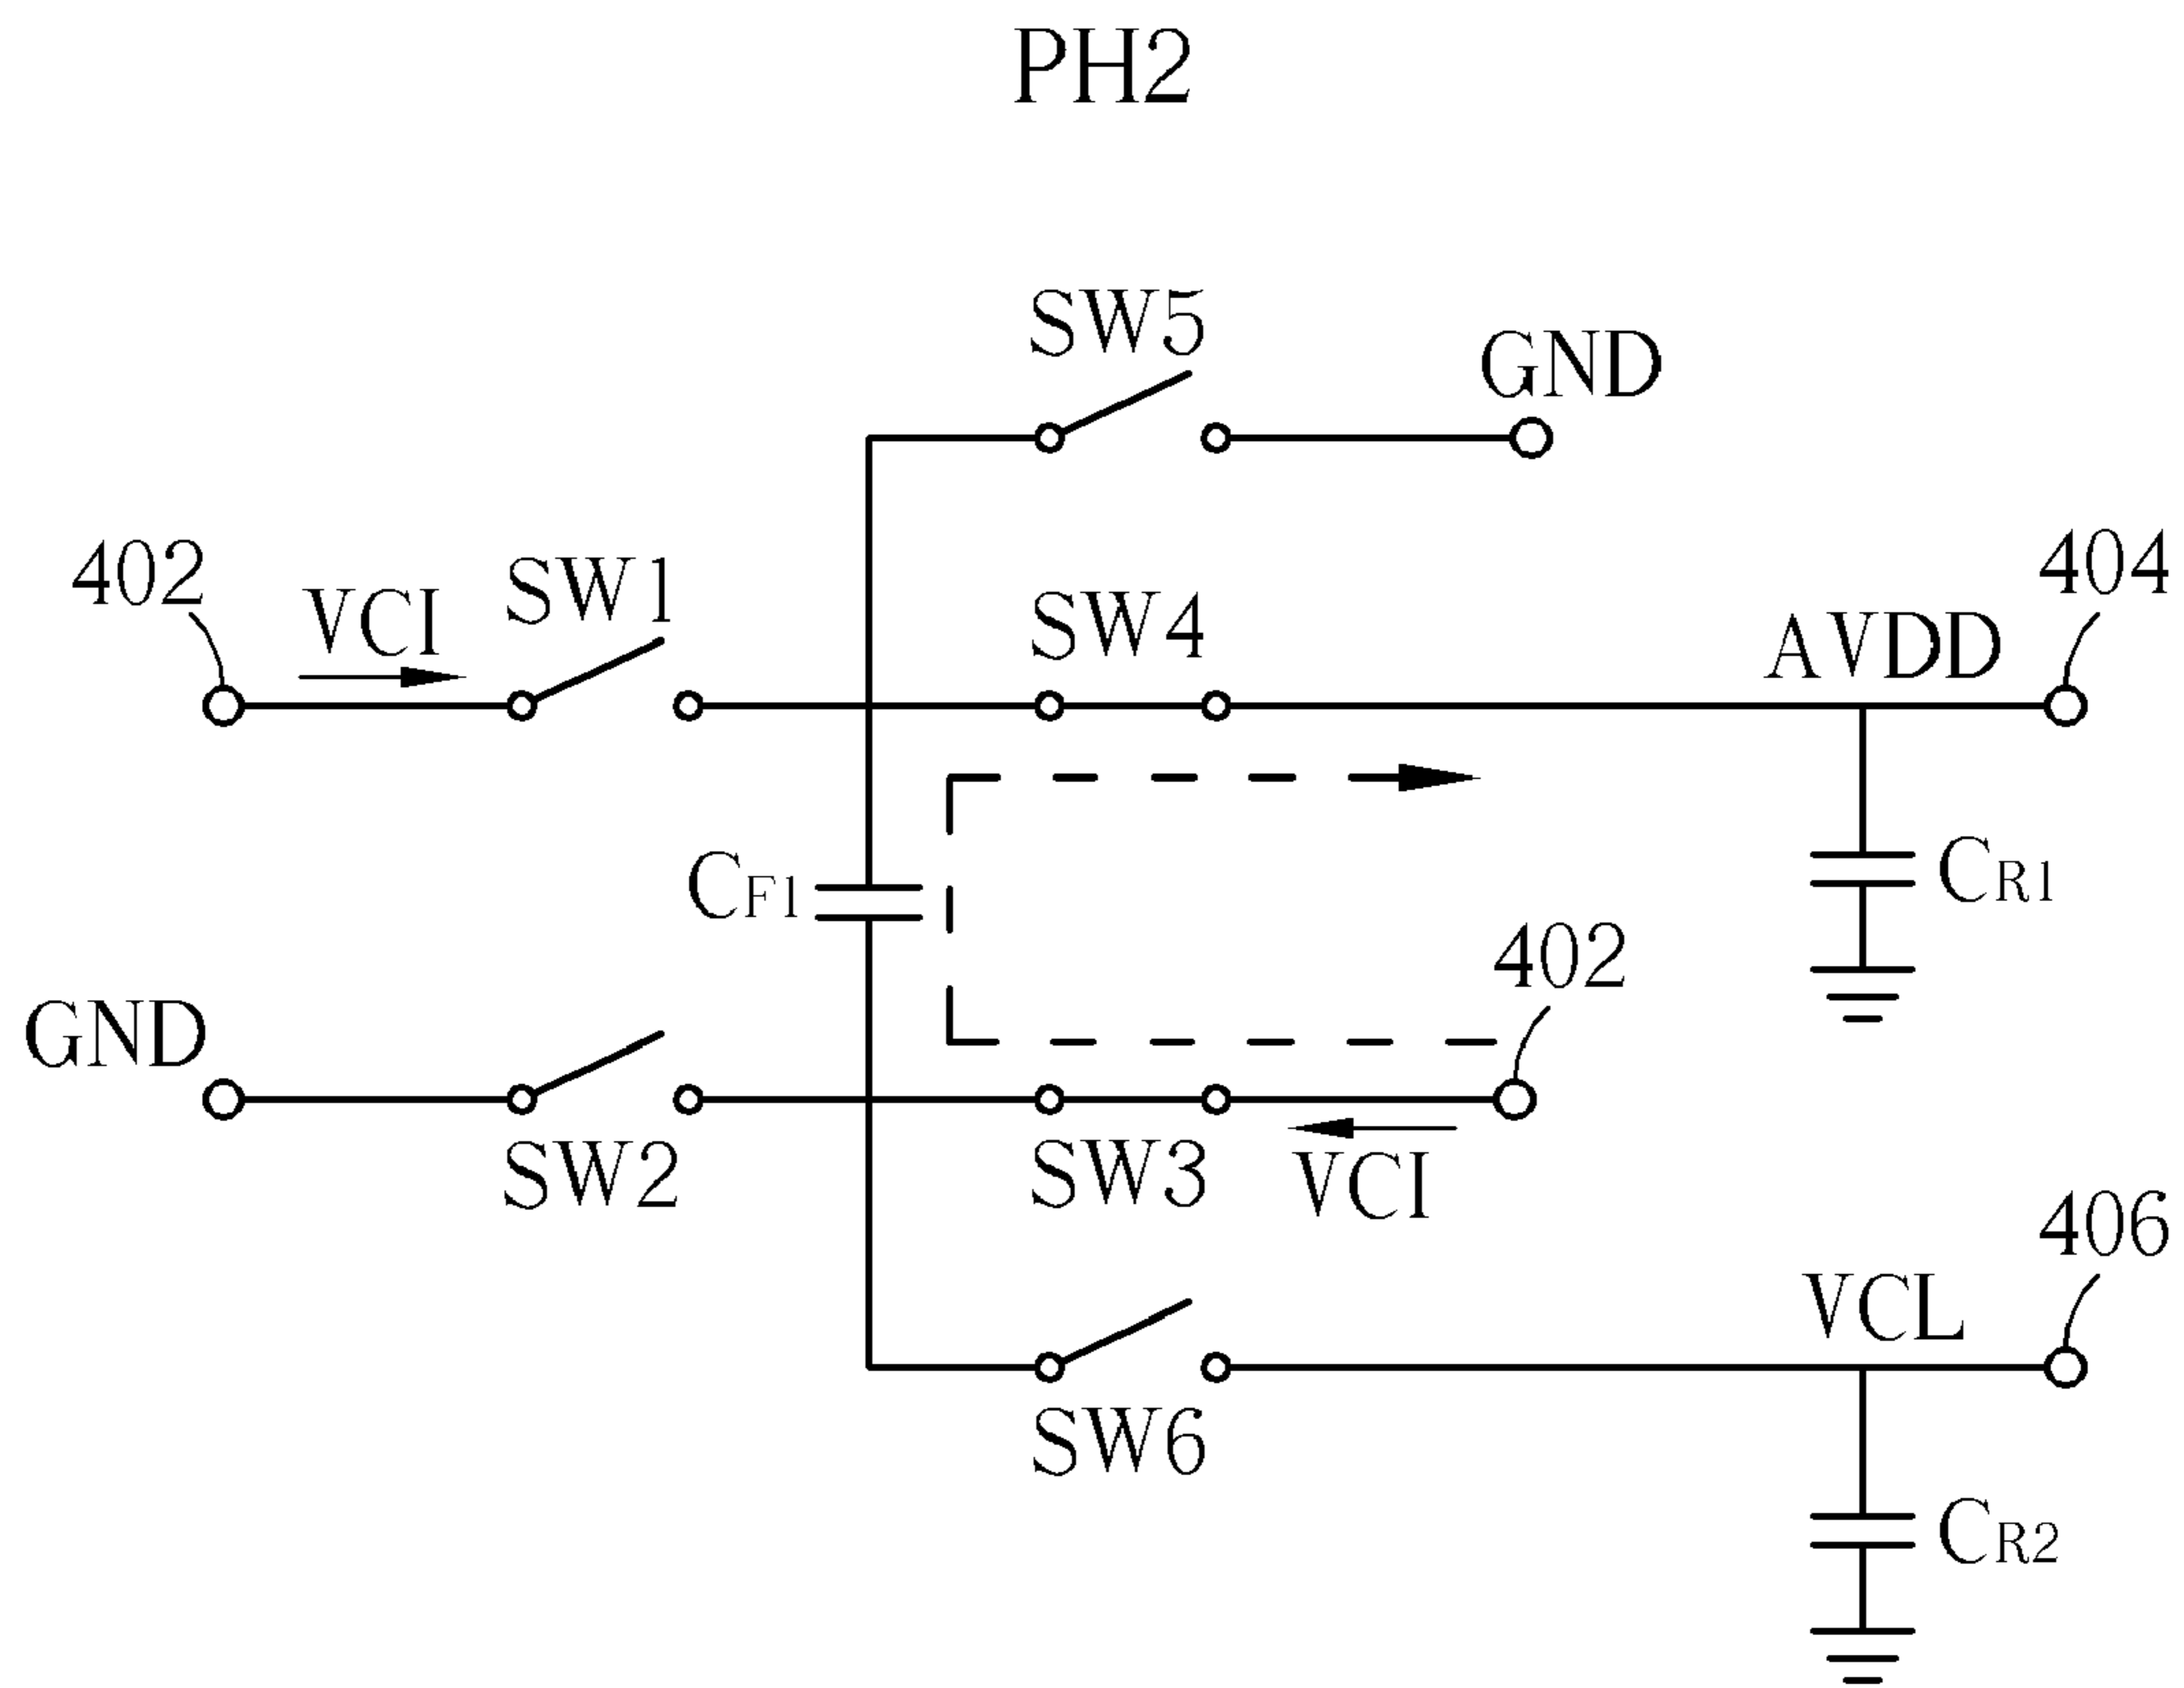 PH2
SW5
GND
402
VCI
SW1
SW4
AVDD
404
CF1
CR1
402
GND
SW2
SW3
VCI
406
VCL
SW6
CR2